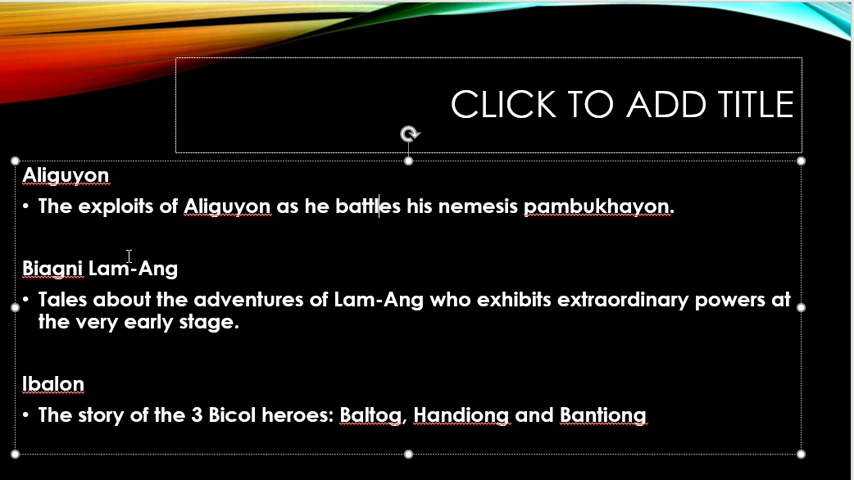 CLICK TO ADD TITLE
Aligуyon
• The exploits of Aliguyon as he battles his nemesis pambukhayon.
Biagni Lam-Ang
• Tales about the adventures of Lam-Ang who exhibits extraordinary powers at
the very early stage.
Ibalon
• The story of the 3 Bicol heroes: Baltog, Handiong and Bantiong